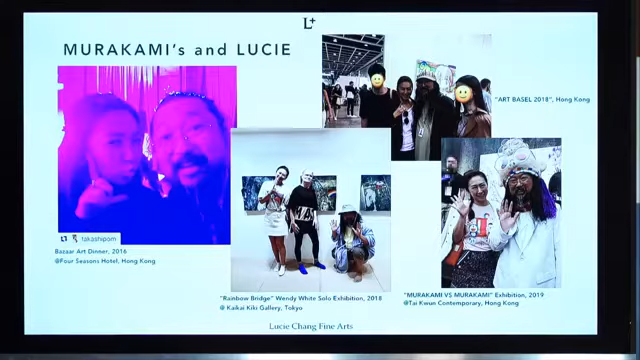 L+
MURAKAMI's and LUCIE
"ART BASEL 2018", Hong Kong
takashipom
Bazaar Art Dinner, 2016
@Four Seasons Hotel, Hong Kong
"Rainbow Bridge" Wendy White Solo Exhibition, 2018
@ Kaikai Kiki Gallery, Tokyo
"MURAKAMI VS MURAKAMI" Exhibition, 2019
@Tai Kwun Contemporary, Hong Kong
Lucie Chang Fine Arts